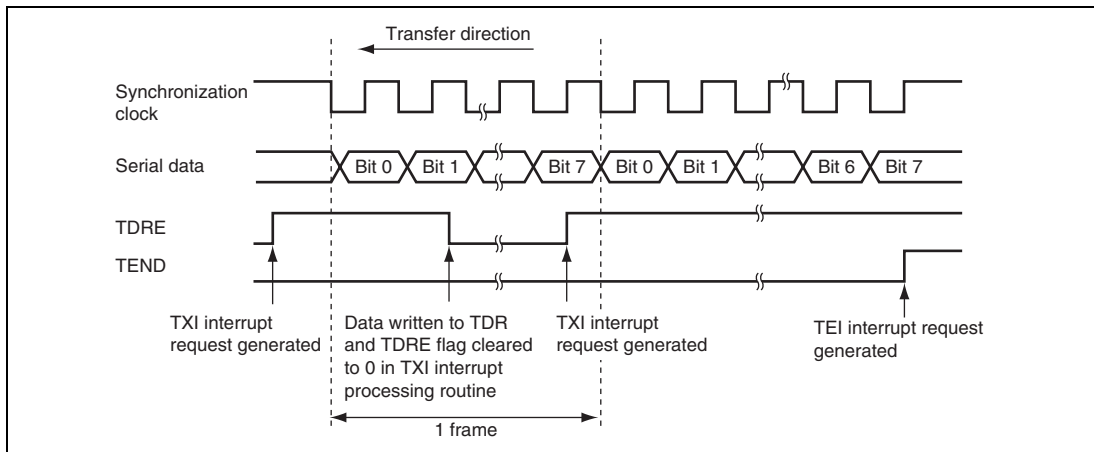 Transfer direction
Synchronization
clock
Serial data
Bit 0
Bit 1
Bit 7
Bit 0
Bit 1
Bit 6
Bit 7
TDRE
TEND
TXI interrupt
request generated
Data written to TDR
and TDRE flag cleared
to 0 in TXI interrupt
processing routine
TXI interrupt
request generated
TEI interrupt request
generated
1 frame